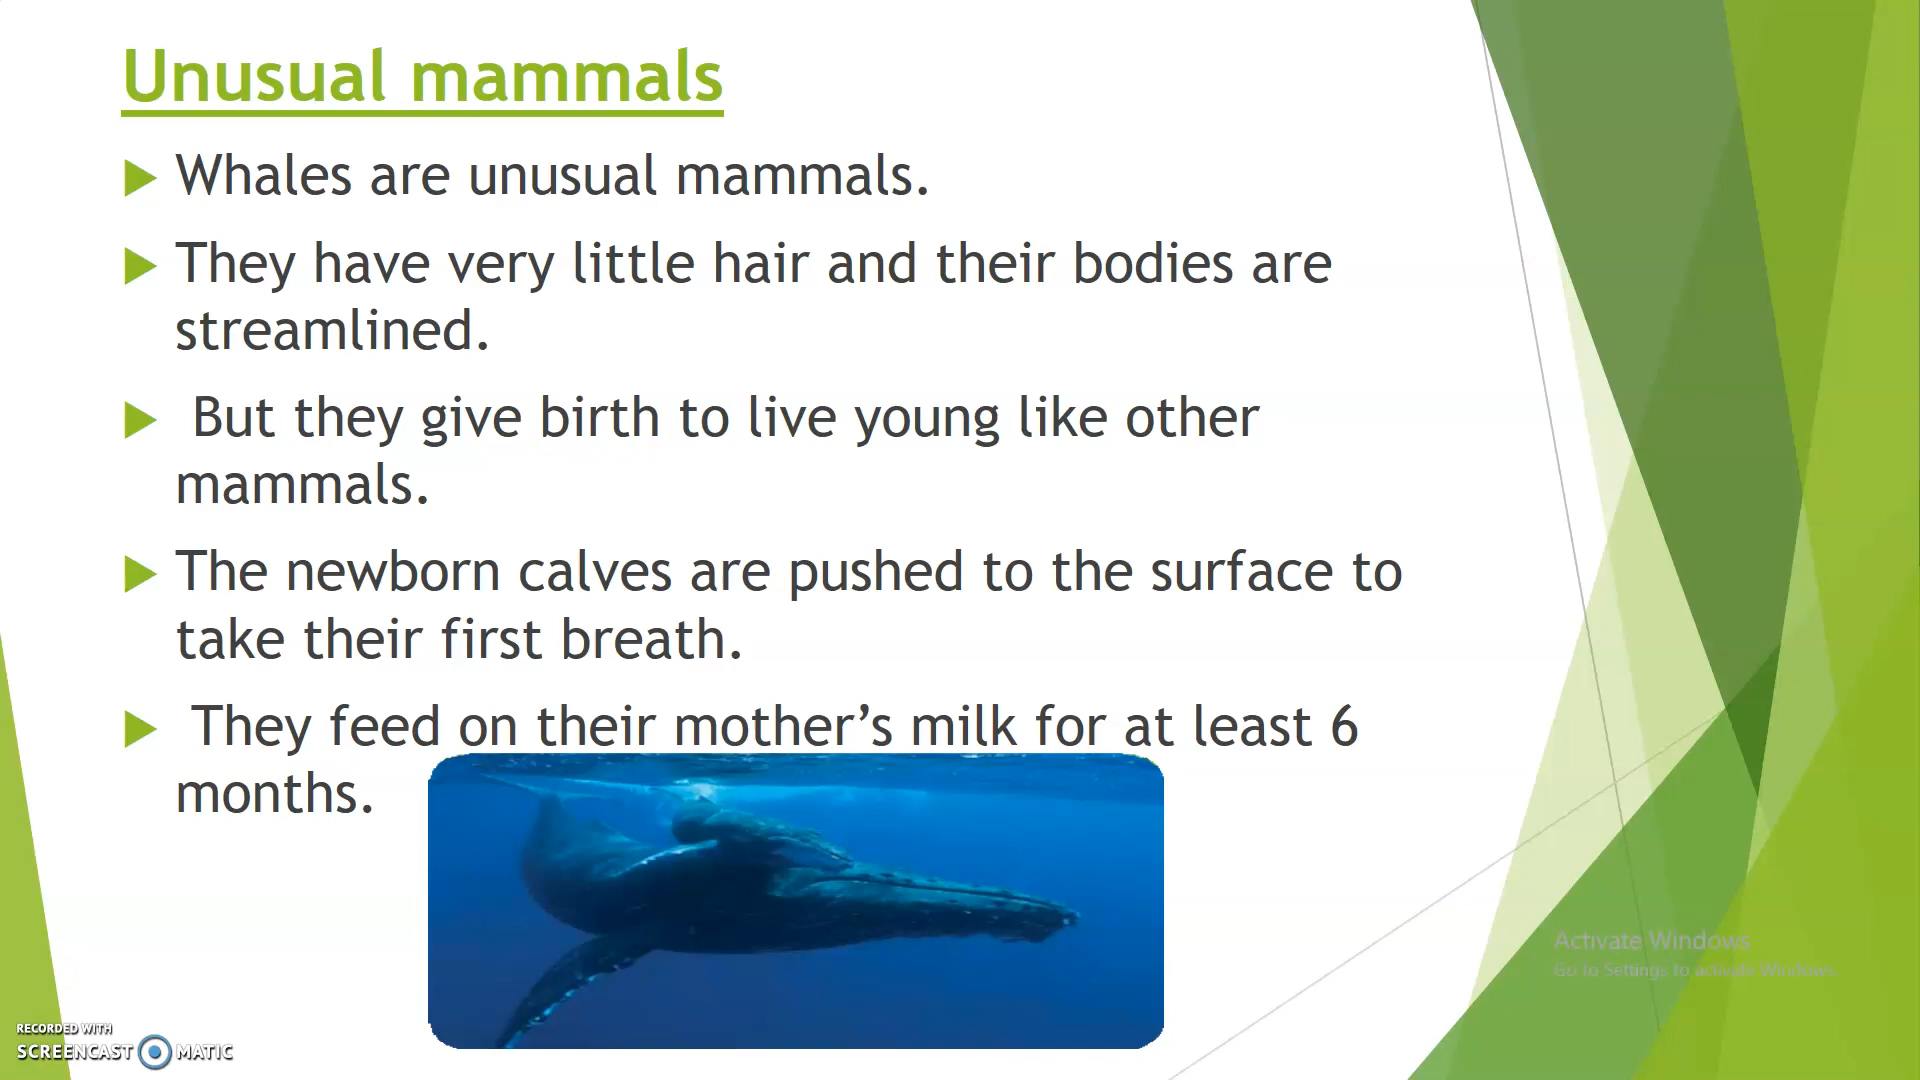 Unusual mammals
Whales are unusual mammals.
They have very little hair and their bodies are
streamlined.
But they give birth to live young like other
mammals.
The newborn calves are pushed to the surface to
take their first breath.
They feed on their mother’s milk for at least 6
months.
Activate Windows
Go to Settings to activate Windows.
RECORDED WITH
SCREENCAST MATIC